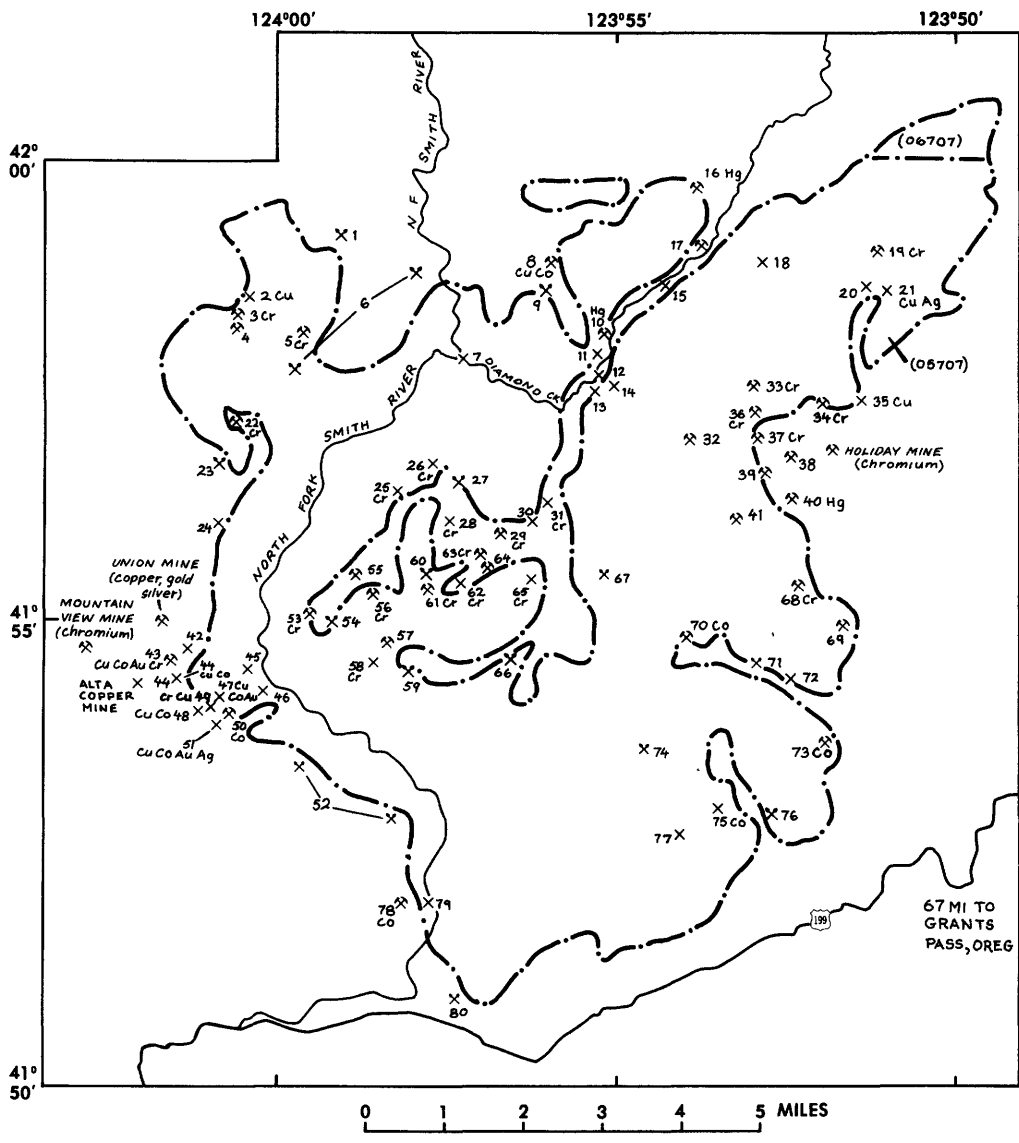 124°00'
123°55'
123°50'
42°
00'
N F SMITH RIVER
(06707)
16 Hg
1
17
19 Cr
8
Cu Co
18
2 Cu
6
9
15
20
21
Cu Ag
3 Cr
4
5
Cr
Hg
10
7
DIAMOND CK
11
12
14
13
(05707)
33 Cr
36
Cr
34 Cr
35 Cu
22
Cr
NORTH FORK SMITH RIVER
32
37 Cr
38
HOLIDAY MINE
(Chromium)
23
26
Cr
25
Cr
27
39
40 Hg
24
28
Cr
30
31
Cr
29
Cr
41
UNION MINE
(copper, gold
silver)
55
60
63 Cr
64
67
61
Cr
62
Cr
65
Cr
68 Cr
MOUNTAIN
VIEW MINE
(chromium)
41°
55'
53
Cr
54
56
Cr
57
70 Co
69
42
43
Cu Co Au Cr
44
Cu Co
45
58
Cr
59
66
71
72
ALTA
COPPER
MINE
44
Cr Cu 49
47 Cu
Co Au
46
Cu Co 48
50
Co
51
Cu Co Au Ag
74
73
Co
52
75 Co
76
77
78
Co
79
199
67 MI TO
GRANTS
PASS, OREG
80
41°
50'
0 1 2 3 4 5 MILES